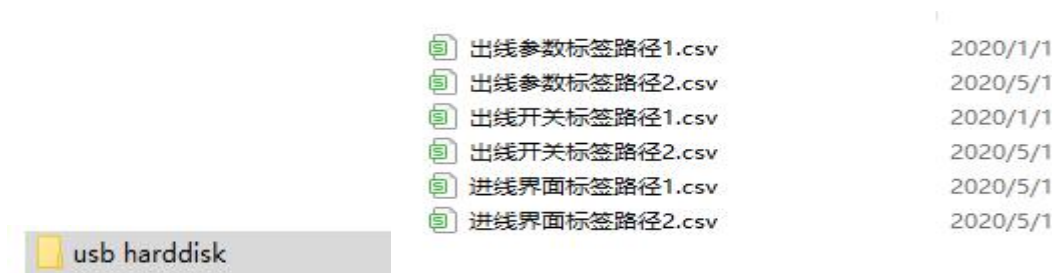 出线参数标签路径1.csv 2020/1/1
出线参数标签路径2.csv 2020/5/1
出线开关标签路径1.csv 2020/1/1
出线开关标签路径2.csv 2020/5/1
进线界面标签路径1.csv 2020/5/1
进线界面标签路径2.csv 2020/5/1
usb harddisk